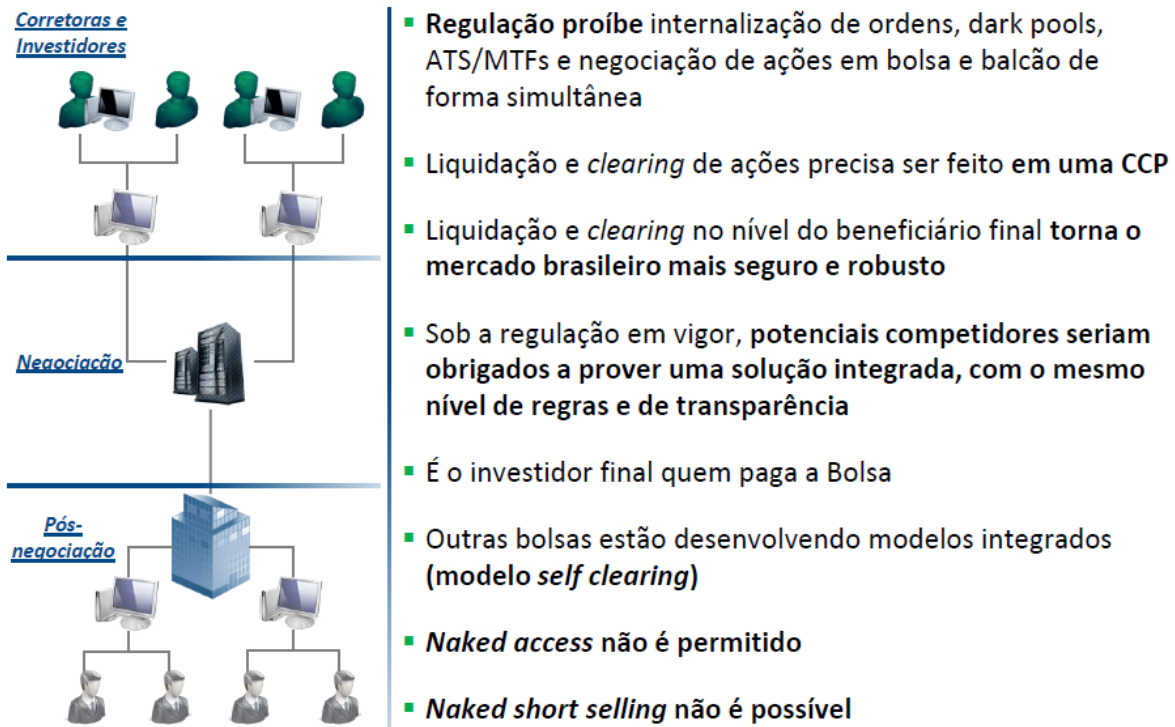 Corretoras e
Investidores
Negociação
Pós-
negociação
▪ Regulação proíbe internalização de ordens, dark pools,
ATS/MTFs e negociação de ações em bolsa e balcão de
forma simultânea
▪ Liquidação e clearing de ações precisa ser feito em uma CCP
▪ Liquidação e clearing no nível do beneficiário final torna o
mercado brasileiro mais seguro e robusto
▪ Sob a regulação em vigor, potenciais competidores seriam
obrigados a prover uma solução integrada, com o mesmo
nível de regras e de transparência
▪ É o investidor final quem paga a Bolsa
▪ Outras bolsas estão desenvolvendo modelos integrados
(modelo self clearing)
▪ Naked access não é permitido
▪ Naked short selling não é possível